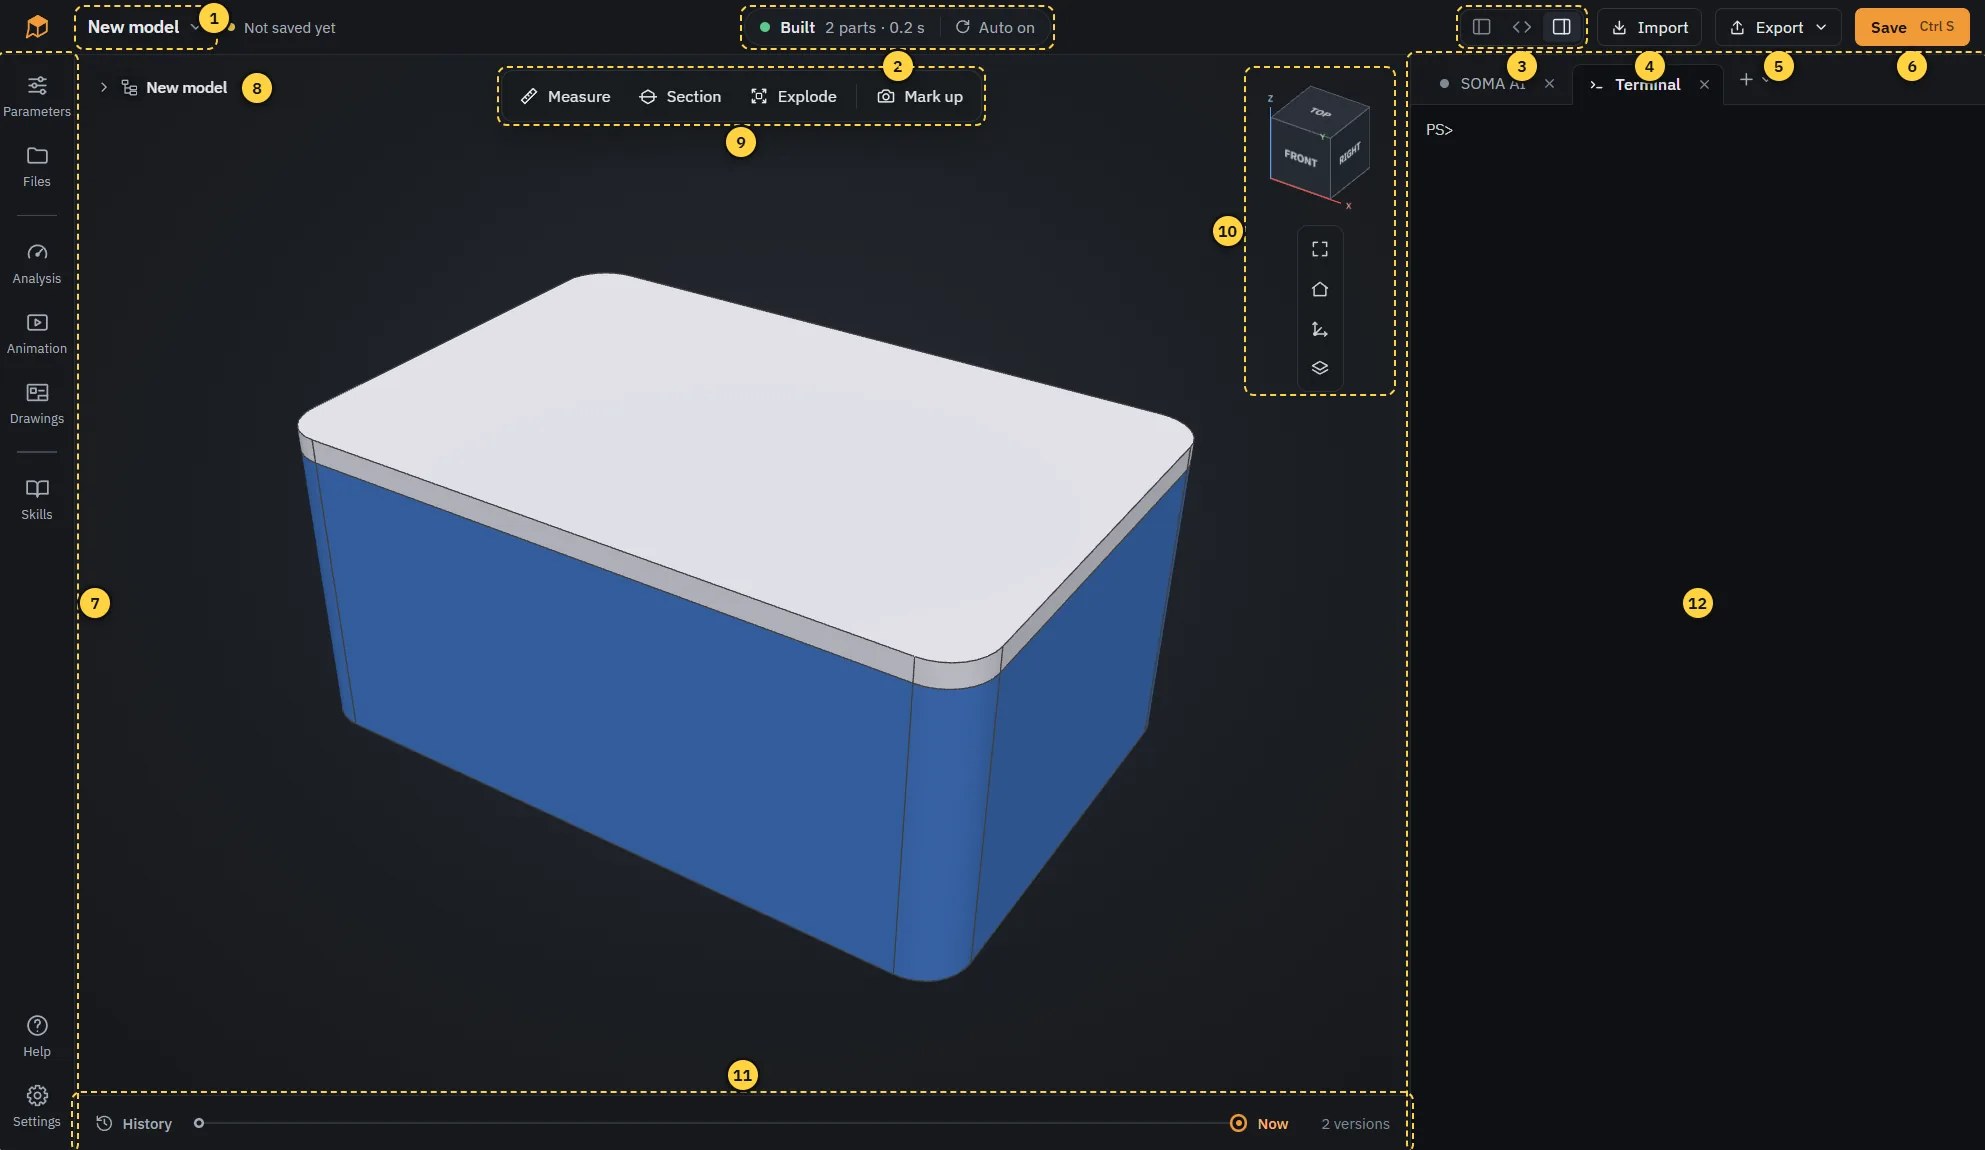 New model
1
Not saved yet
Built 2 parts · 0.2 s
Auto on
Import
Export
Save Ctrl S
2
3
4
5
6
Parameters
Files
Analysis
Animation
Drawings
Skills
Help
Settings
7
New model
8
Measure
Section
Explode
Mark up
9
10
Z
TOP
Y
FRONT
RIGHT
X
SOMA AI
Terminal
PS>
12
11
History
Now
2 versions